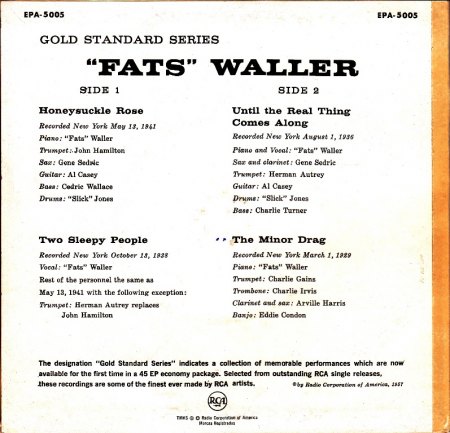 EPA-5005 EPA-5005
GOLD STANDARD SERIES
"FATS" WALLER
SIDE 1
Honeysuckle Rose
Recorded New York May 13, 1941
Piano: "Fats" Waller
Trumpet: John Hamilton
Sax: Gene Sedric
Guitar: Al Casey
Bass: Cedric Wallace
Drums: "Slick" Jones
Two Sleepy People
Recorded New York October 13, 1938
Vocal: "Fats" Waller
Rest of the personnel the same as
May 13, 1941 with the following exception:
Trumpet: Herman Autrey replaces
John Hamilton
SIDE 2
Until the Real Thing
Comes Along
Recorded New York August 1, 1936
Piano and Vocal: "Fats" Waller
Sax and clarinet: Gene Sedric
Trumpet: Herman Autrey
Guitar: Al Casey
Drums: "Slick" Jones
Bass: Charlie Turner
The Minor Drag
Recorded New York March 1, 1929
Piano: "Fats" Waller
Trumpet: Charlie Gains
Trombone: Charlie Irvis
Clarinet and sax: Arville Harris
Banjo: Eddie Condon
The designation "Gold Standard Series" indicates a collection of memorable performances which are now
available for the first time in a 45 EP economy package. Selected from outstanding RCA single releases,
these recordings are some of the finest ever made by RCA artists.
© by Radio Corporation of America, 1957
RCA
TMKS ® © Radio Corporation of America
Marcas Registradas